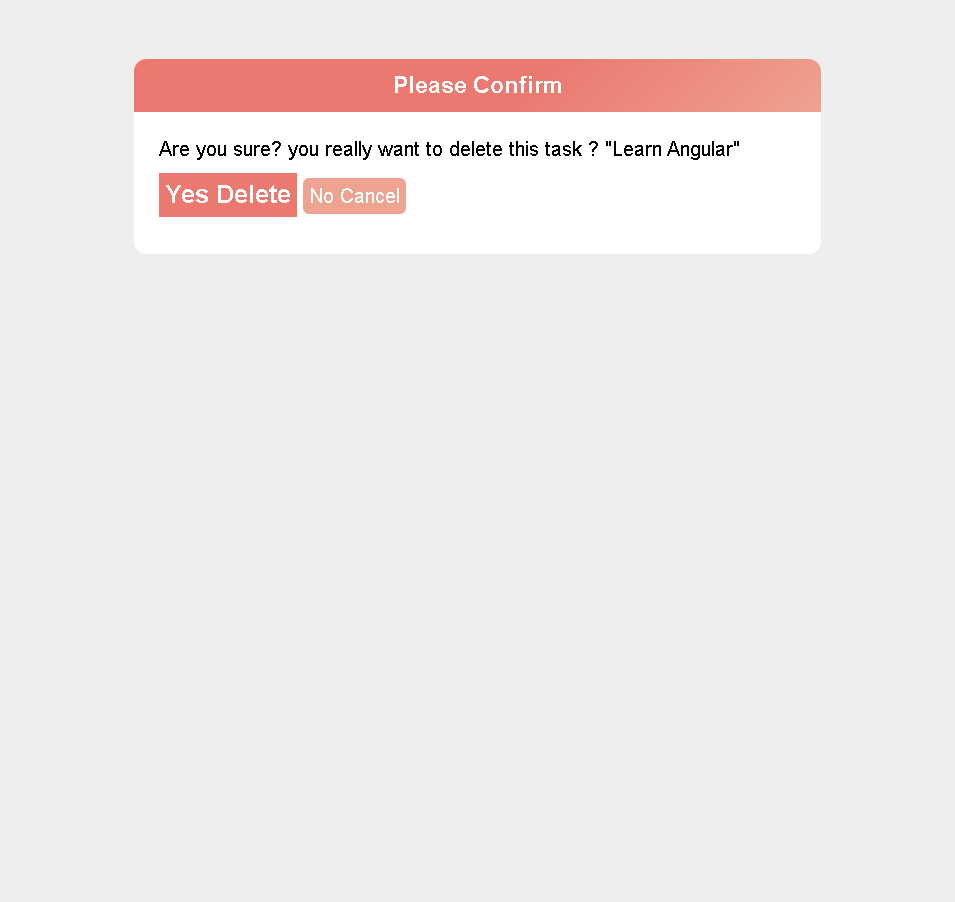 Please Confirm
Are you sure? you really want to delete this task ? "Learn Angular"
Yes Delete No Cancel